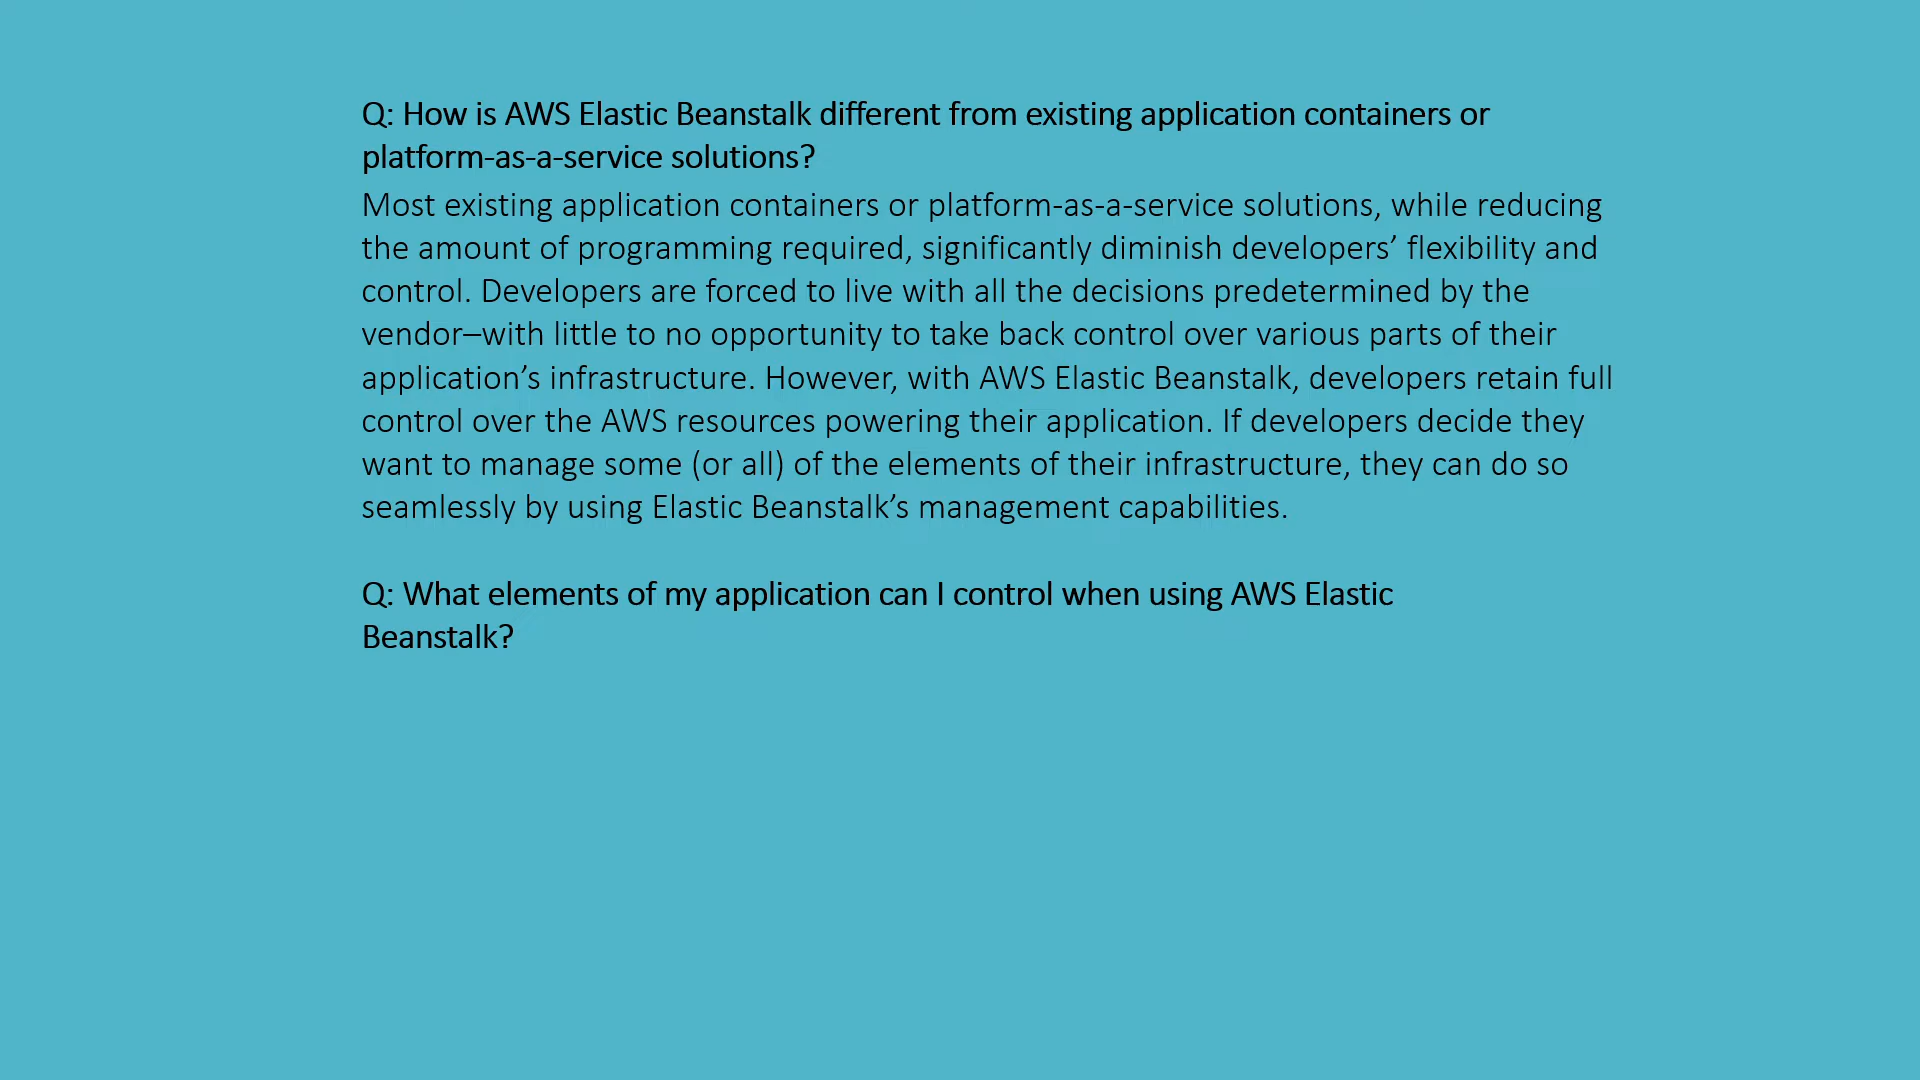 Q: How is AWS Elastic Beanstalk different from existing application containers or
platform-as-a-service solutions?
Most existing application containers or platform-as-a-service solutions, while reducing
the amount of programming required, significantly diminish developers’ flexibility and
control. Developers are forced to live with all the decisions predetermined by the
vendor–with little to no opportunity to take back control over various parts of their
application’s infrastructure. However, with AWS Elastic Beanstalk, developers retain full
control over the AWS resources powering their application. If developers decide they
want to manage some (or all) of the elements of their infrastructure, they can do so
seamlessly by using Elastic Beanstalk’s management capabilities.
Q: What elements of my application can I control when using AWS Elastic
Beanstalk?